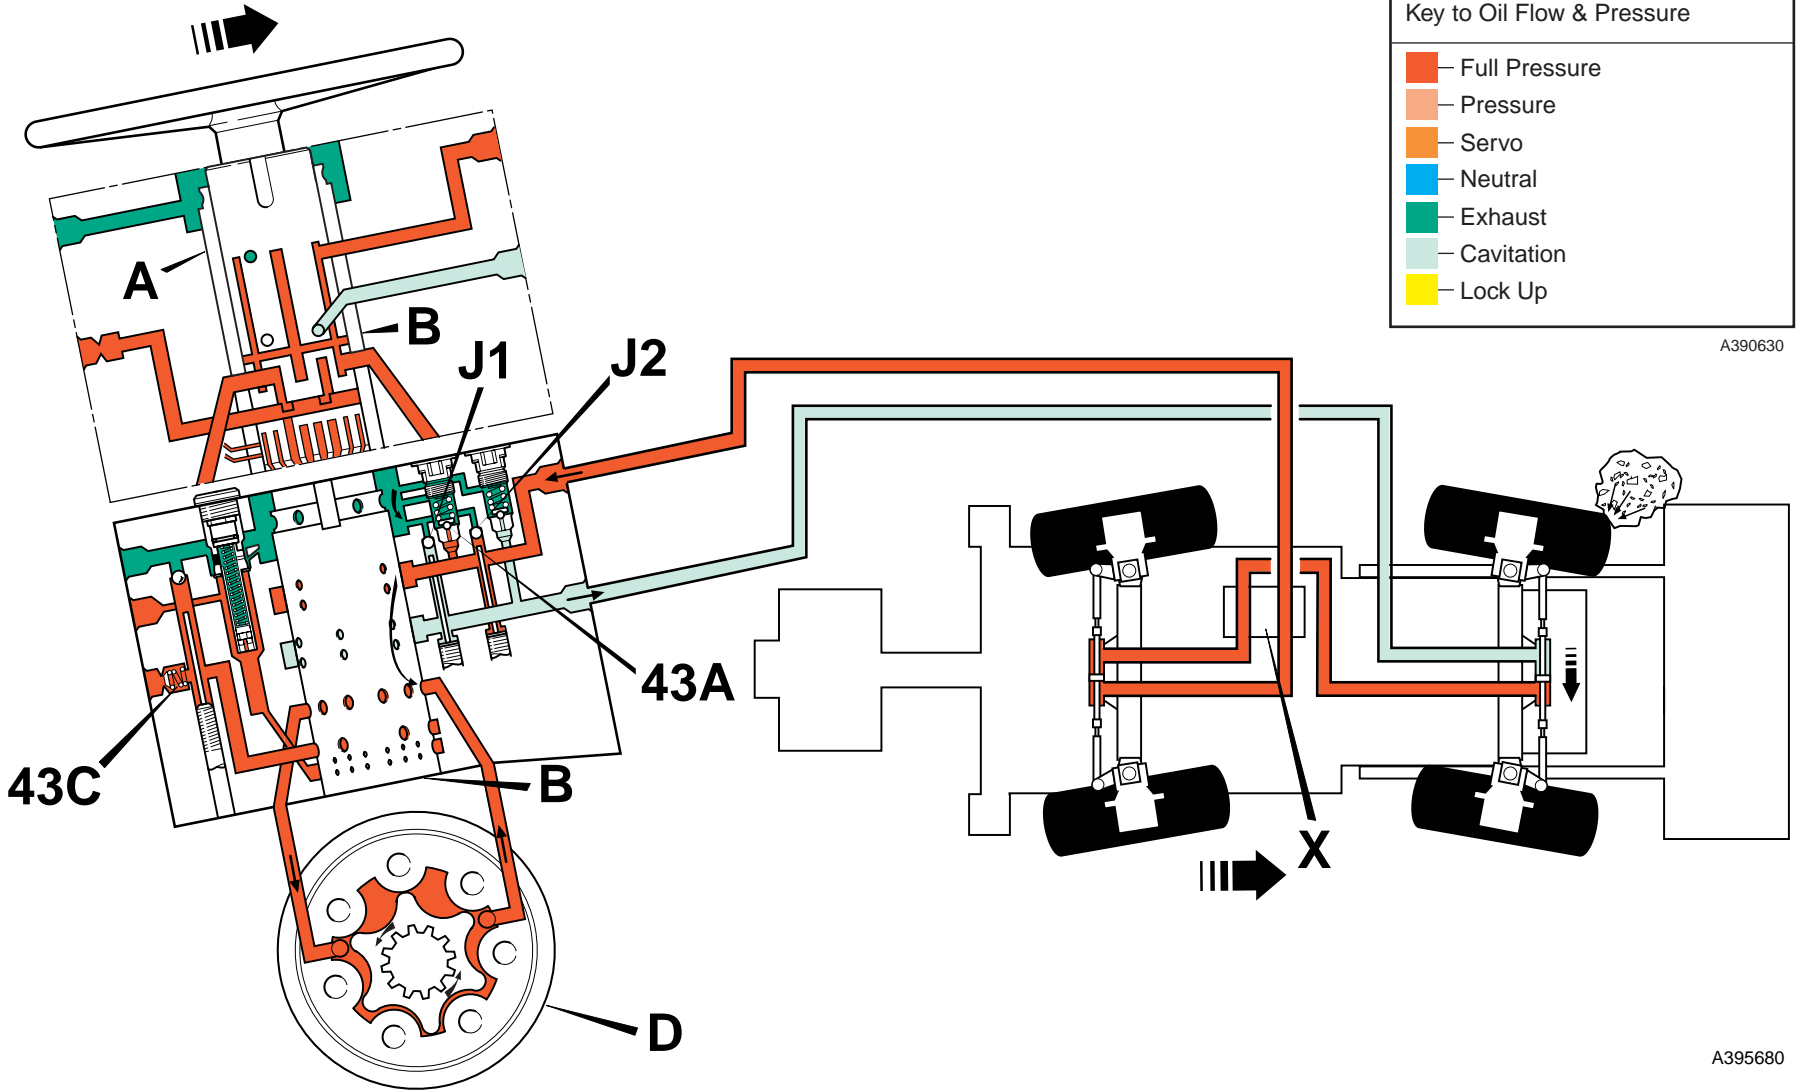 Key to Oil Flow & Pressure
Full Pressure
Pressure
Servo
Neutral
Exhaust
Cavitation
Lock Up
A390630
A
B
J1
J2
43A
43C
B
X
D
A395680